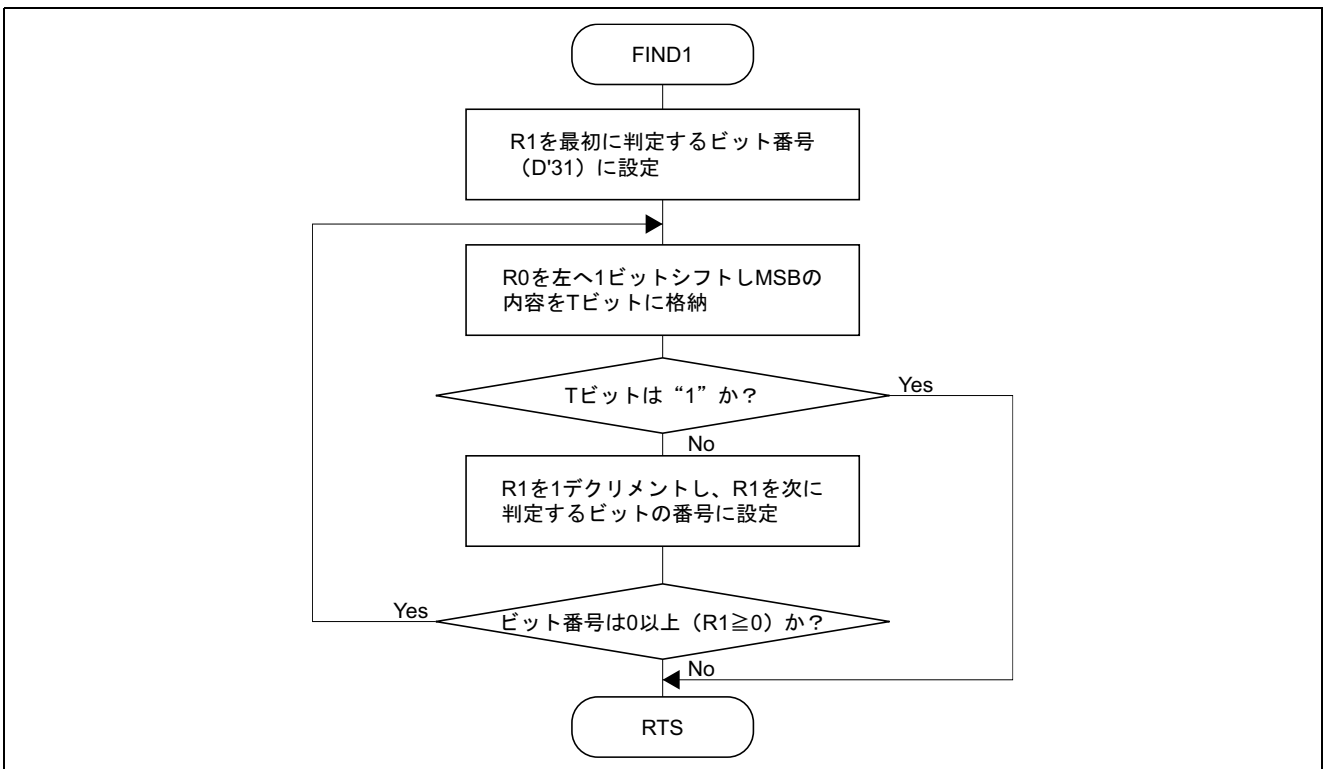 FIND1
R1を最初に判定するビット番号
（D'31）に設定
R0を左へ1ビットシフトしMSBの
内容をTビットに格納
Tビットは“1”か？
Yes
No
R1を1デクリメントし、R1を次に
判定するビットの番号に設定
Yes
ビット番号は0以上（R1≧0）か？
No
RTS